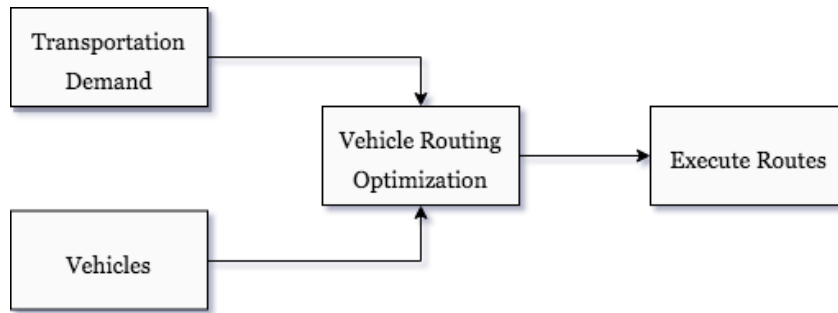 Transportation
Demand
Vehicle Routing
Optimization
Execute Routes
Vehicles